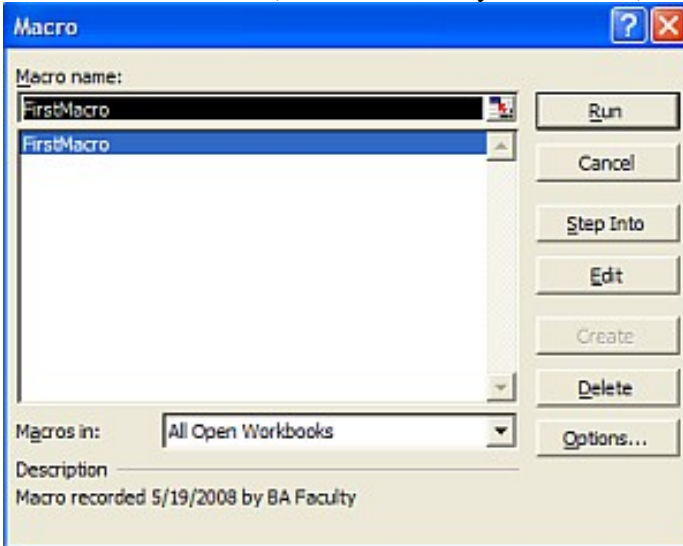 Macro
Macro name:
FirstMacro
FirstMacro
Run
Cancel
Step Into
Edit
Create
Delete
Options...
Macros in: All Open Workbooks
Description
Macro recorded 5/19/2008 by BA Faculty